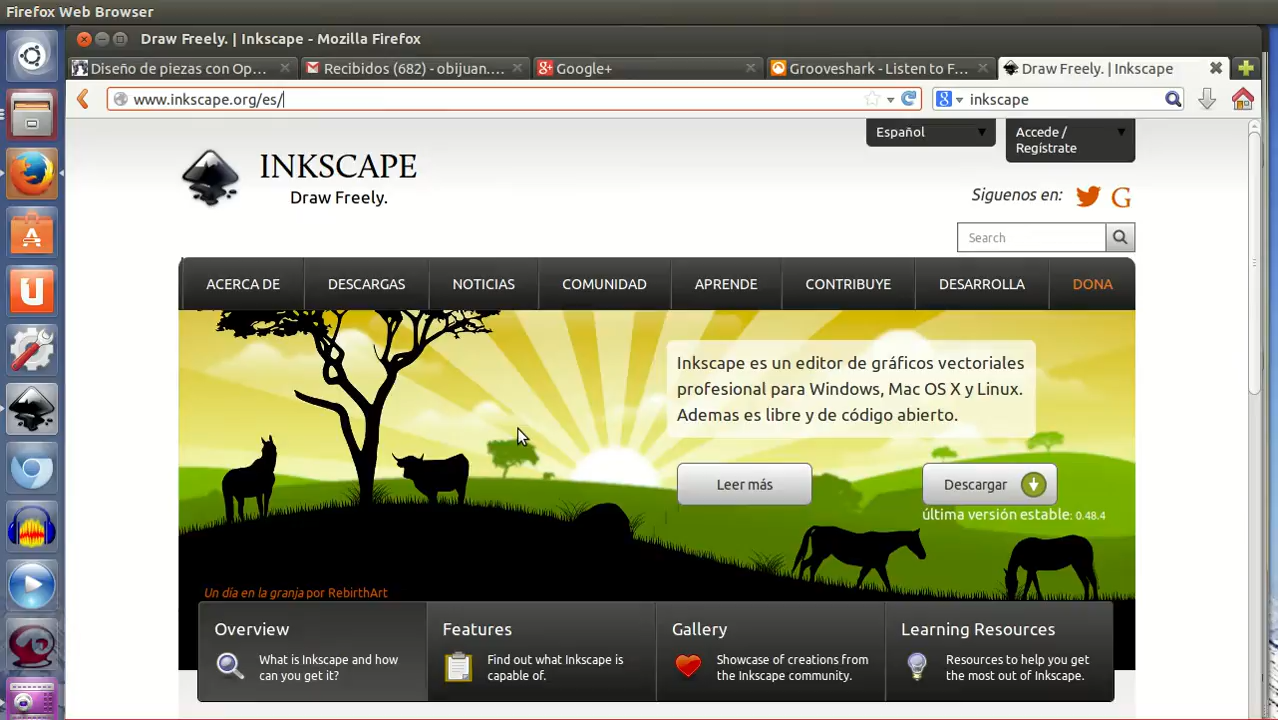 Firefox Web Browser
Draw Freely. | Inkscape - Mozilla Firefox
Diseño de piezas con Op...
Recibidos (682) - obijuan....
Google+
Grooveshark - Listen to F...
Draw Freely. | Inkscape
www.inkscape.org/es/
inkscape
Español
Accede /
Regístrate
INKSCAPE
Draw Freely.
Siguenos en:
Search
ACERCA DE
DESCARGAS
NOTICIAS
COMUNIDAD
APRENDE
CONTRIBUYE
DESARROLLA
DONA
Inkscape es un editor de gráficos vectoriales
profesional para Windows, Mac OS X y Linux.
Ademas es libre y de código abierto.
Leer más
Descargar
última versión estable: 0.48.4
Un día en la granja por RebirthArt
Overview
What is Inkscape and how
can you get it?
Features
Find out what Inkscape is
capable of.
Gallery
Showcase of creations from
the Inkscape community.
Learning Resources
Resources to help you get
the most out of Inkscape.